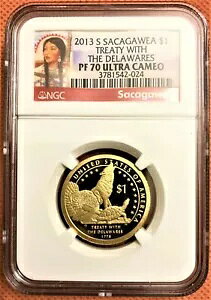 2013 S SACAGAWEA $1
TREATY WITH
THE DELAWARES
PF 70 ULTRA CAMEO
3781542-024
NGC
Sacagawea
UNITED STATES OF AMERICA
$1
TREATY WITH
THE DELAWARES
1778